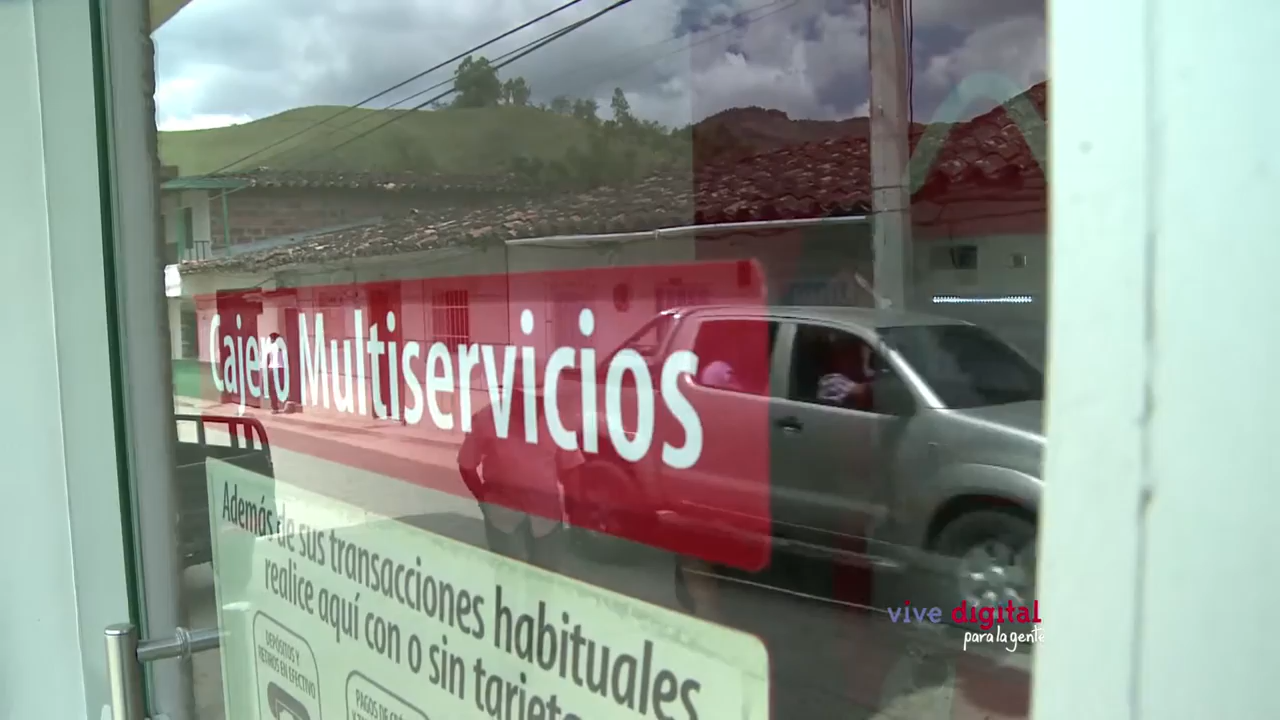 Cajero Multiservicios
Además de sus transacciones habituales
realice aquí con o sin tarjeta
DEPÓSITOS Y
RETIROS EN EFECTIVO
PAGOS DE
vive digital
para la gente